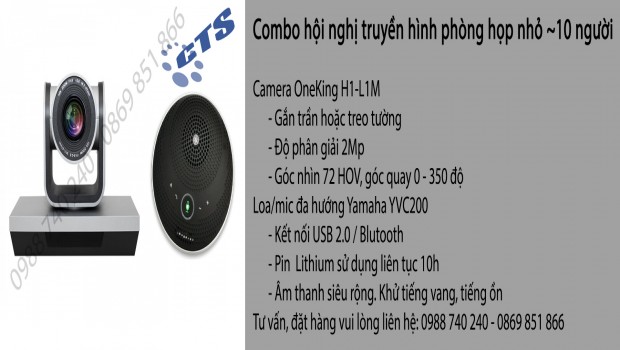 CTS
0988 740 240 - 0869 851 866
Combo hội nghị truyền hình phòng họp nhỏ ~10 người
Camera OneKing H1-L1M
- Gắn trần hoặc treo tường
- Độ phân giải 2Mp
- Góc nhìn 72 HOV, góc quay 0 - 350 độ
Loa/mic đa hướng Yamaha YVC200
- Kết nối USB 2.0 / Blutooth
- Pin Lithium sử dụng liên tục 10h
- Âm thanh siêu rộng. Khử tiếng vang, tiếng ồn
Tư vấn, đặt hàng vui lòng liên hệ: 0988 740 240 - 0869 851 866